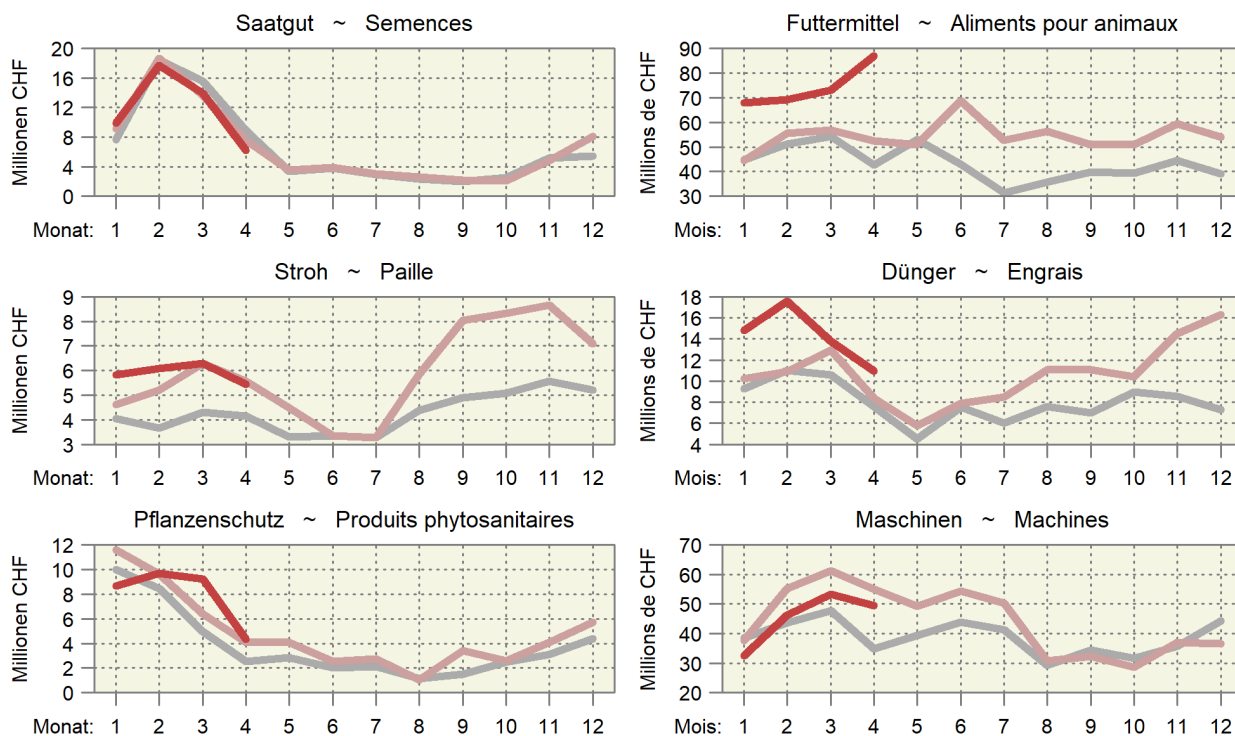 Saatgut ~ Semences
Millionen CHF
20
16
12
8
4
0
Monat: 1 2 3 4 5 6 7 8 9 10 11 12
Futtermittel ~ Aliments pour animaux
Millions de CHF
90
80
70
60
50
40
30
Mois: 1 2 3 4 5 6 7 8 9 10 11 12
Stroh ~ Paille
Millionen CHF
9
8
7
6
5
4
3
Monat: 1 2 3 4 5 6 7 8 9 10 11 12
Dünger ~ Engrais
Millions de CHF
18
16
14
12
10
8
6
4
Mois: 1 2 3 4 5 6 7 8 9 10 11 12
Pflanzenschutz ~ Produits phytosanitaires
Millionen CHF
12
10
8
6
4
2
0
Monat: 1 2 3 4 5 6 7 8 9 10 11 12
Maschinen ~ Machines
Millions de CHF
70
60
50
40
30
20
Mois: 1 2 3 4 5 6 7 8 9 10 11 12